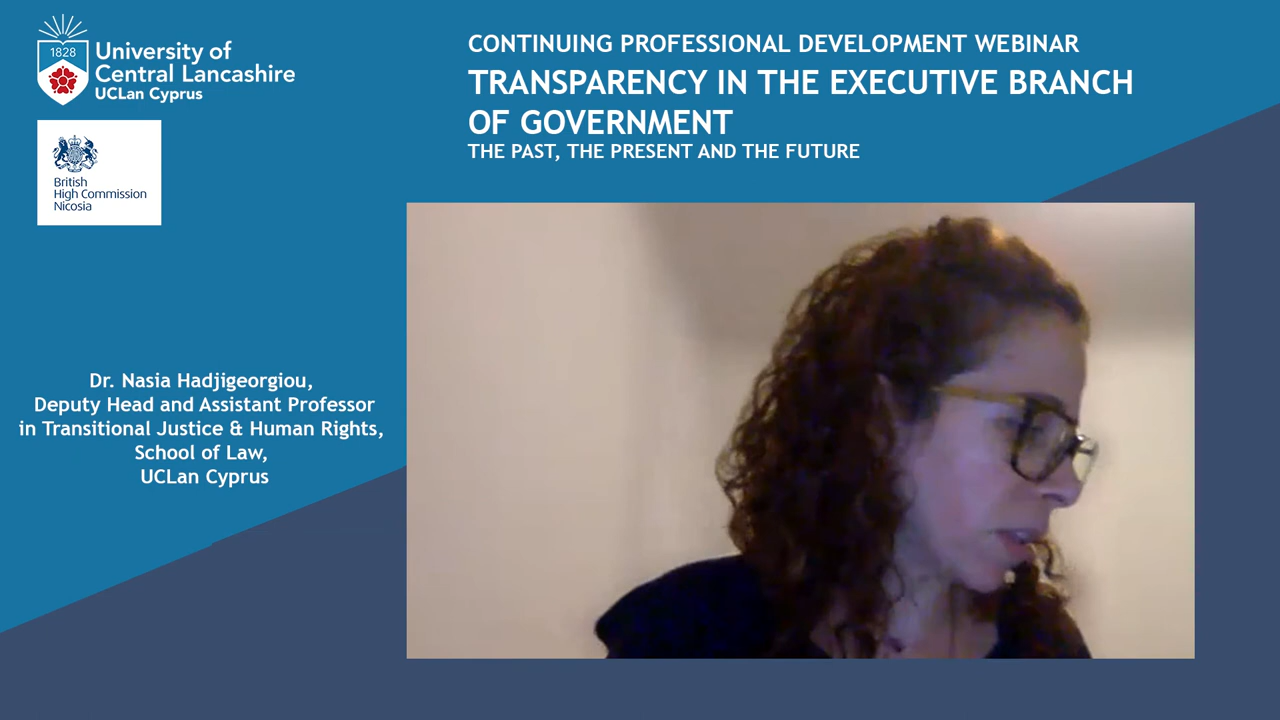 1828
University of
Central Lancashire
UCLan Cyprus
British
High Commission
Nicosia
CONTINUING PROFESSIONAL DEVELOPMENT WEBINAR
TRANSPARENCY IN THE EXECUTIVE BRANCH
OF GOVERNMENT
THE PAST, THE PRESENT AND THE FUTURE
Dr. Nasia Hadjigeorgiou,
Deputy Head and Assistant Professor
in Transitional Justice & Human Rights,
School of Law,
UCLan Cyprus